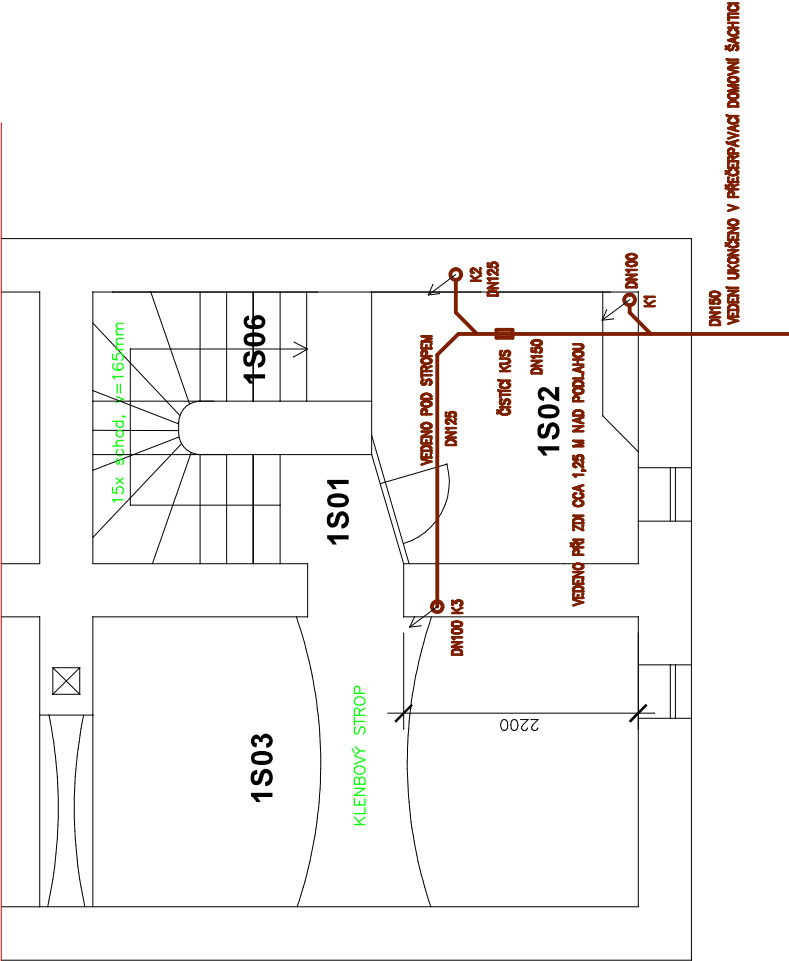 15x schod, v=165mm
1S06
K2
DN125
DN100
K1
DN150
VEDENÍ UKONČENO V PŘEČERPÁVACÍ DOMOVNÍ ŠACHTICI
VEDENO POD STROPEM
DN125
ČISTÍCÍ KUS
DN150
1S02
VEDENO PŘI ZDI CCA 1,25 M NAD PODLAHOU
1S01
DN100 K3
1S03
KLENBOVÝ STROP
2200